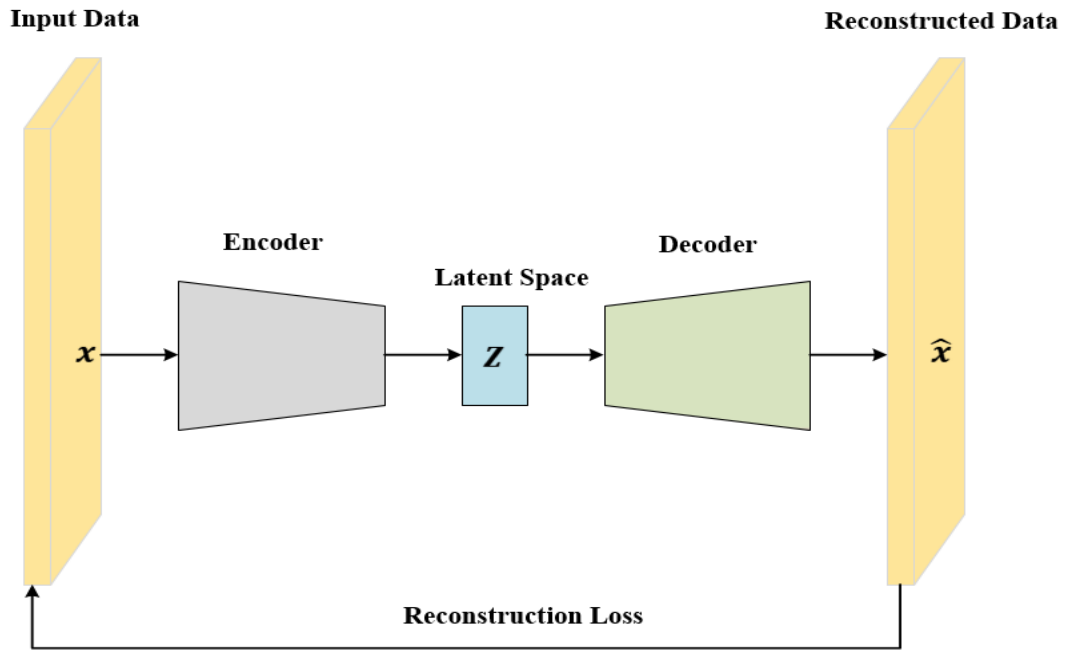 Input Data
Reconstructed Data
Encoder
Decoder
Latent Space
x
Z
x̂
Reconstruction Loss